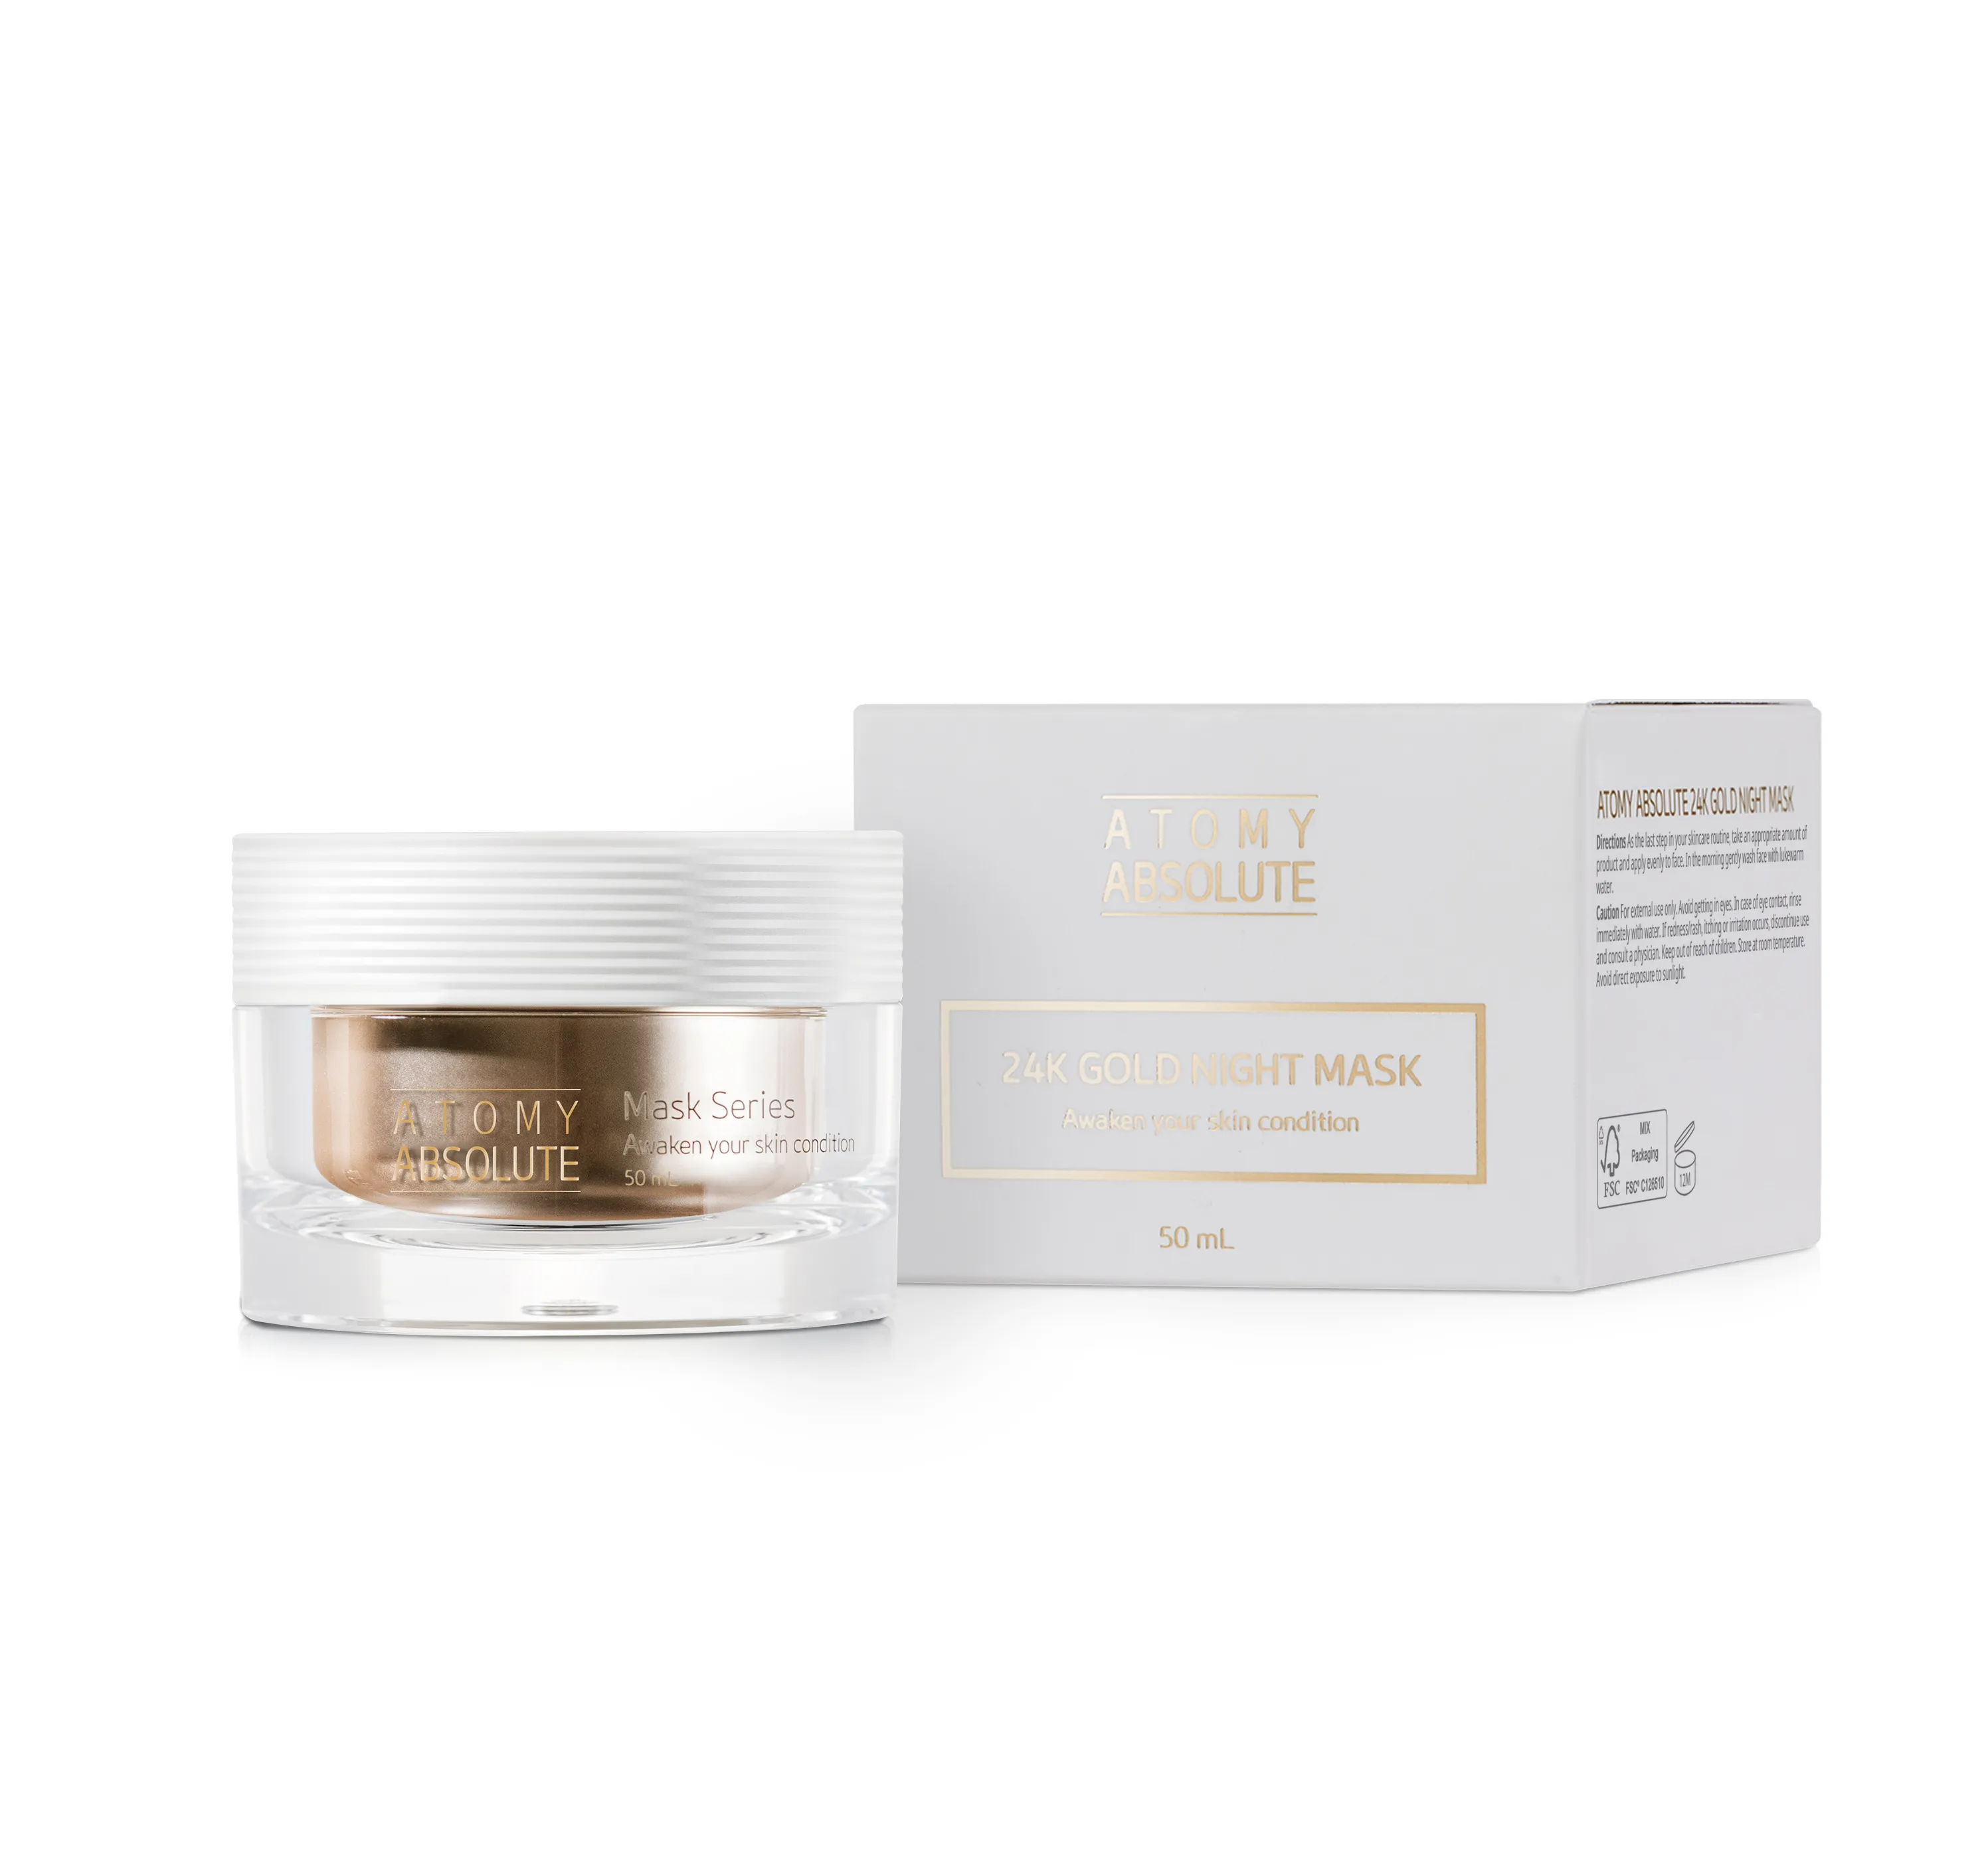 ATOMY
ABSOLUTE
Mask Series
Awaken your skin condition
50 mL
ATOMY
ABSOLUTE
24K GOLD NIGHT MASK
Awaken your skin condition
50 mL
ATOMY ABSOLUTE 24K GOLD NIGHT MASK
Directions As the last step in your skincare routine, take an appropriate amount of
product and apply evenly to face. In the morning gently wash face with lukewarm
water.
Caution For external use only. Avoid getting in eyes. In case of eye contact, rinse
immediately with water. If redness/rash, itching or irritation occurs, discontinue use
and consult a physician. Keep out of reach of children. Store at room temperature.
Avoid direct exposure to sunlight.
MIX
Packaging
FSC
FSC® C126510
12M